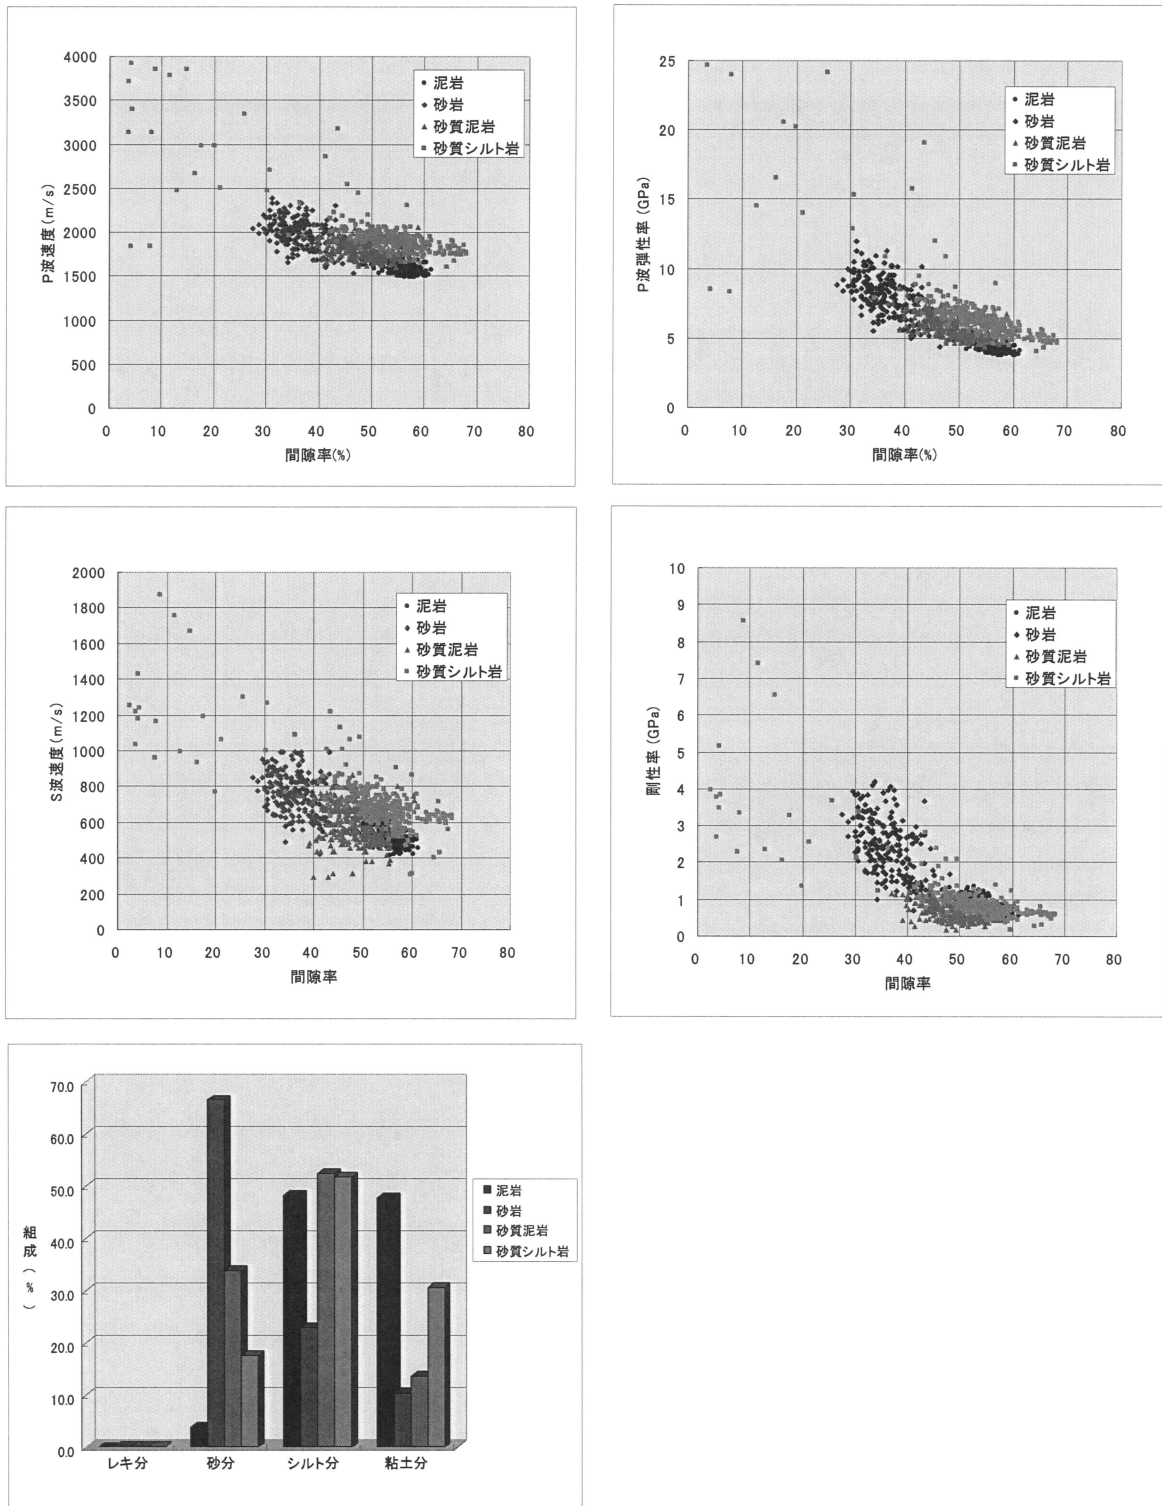 4000
3500
3000
2500
2000
1500
1000
500
0
P波速度(m/s)
0 10 20 30 40 50 60 70 80
間隙率(%)
泥岩
砂岩
砂質泥岩
砂質シルト岩
25
20
15
10
5
0
P波弾性率(GPa)
0 10 20 30 40 50 60 70 80
間隙率(%)
泥岩
砂岩
砂質泥岩
砂質シルト岩
2000
1800
1600
1400
1200
1000
800
600
400
200
0
S波速度(m/s)
0 10 20 30 40 50 60 70 80
間隙率
泥岩
砂岩
砂質泥岩
砂質シルト岩
10
9
8
7
6
5
4
3
2
1
0
剛性率(GPa)
0 10 20 30 40 50 60 70 80
間隙率
泥岩
砂岩
砂質泥岩
砂質シルト岩
70.0
60.0
50.0
40.0
30.0
20.0
10.0
0.0
組成(%)
レキ分 砂分 シルト分 粘土分
泥岩
砂岩
砂質泥岩
砂質シルト岩